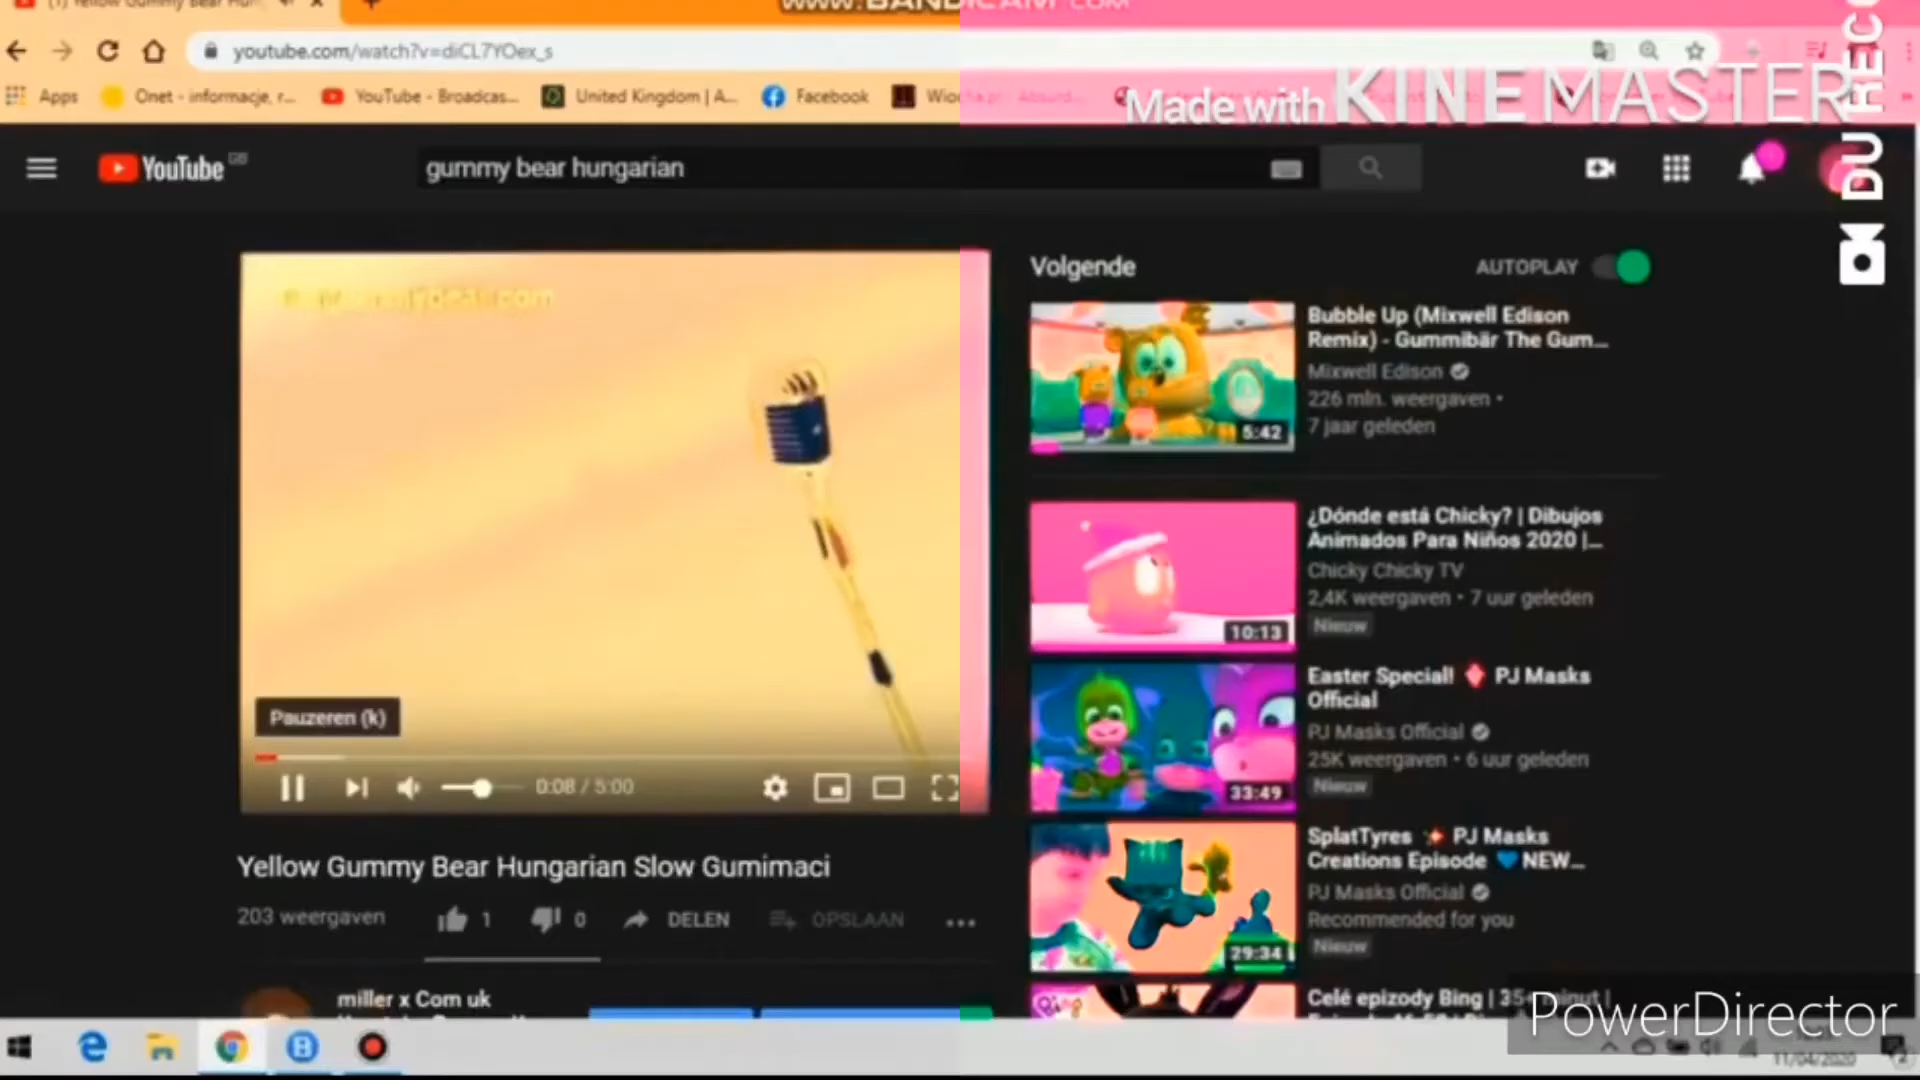 (1) Yellow Gummy Bear Hun
www.BANDICAM.COM
youtube.com/watch?v=diCL7YOex_s
Apps
Onet - informacje, r...
YouTube - Broadcas...
United Kingdom | A...
Facebook
Made with KINEMASTER
DU RECO
YouTube GB
gummy bear hungarian
Volgende
AUTOPLAY
Bubble Up (Mixwell Edison
Remix) - Gummibär The Gum...
Mixwell Edison
226 mln. weergaven •
7 jaar geleden
5:42
¿Dónde está Chicky? | Dibujos
Animados Para Niños 2020 |...
Chicky Chicky TV
2,4K weergaven • 7 uur geleden
Nieuw
10:13
Easter Special! ♦ PJ Masks
Official
PJ Masks Official
25K weergaven • 6 uur geleden
Nieuw
33:49
SplatTyres PJ Masks
Creations Episode 💙 NEW...
PJ Masks Official
Recommended for you
Nieuw
29:34
Celé epizody Bing | 35+ minut |
Pauzeren (k)
0:08 / 5:00
Yellow Gummy Bear Hungarian Slow Gumimaci
203 weergaven
1
0
DELEN
OPSLAAN
miller x Com uk
PowerDirector
11/04/2020